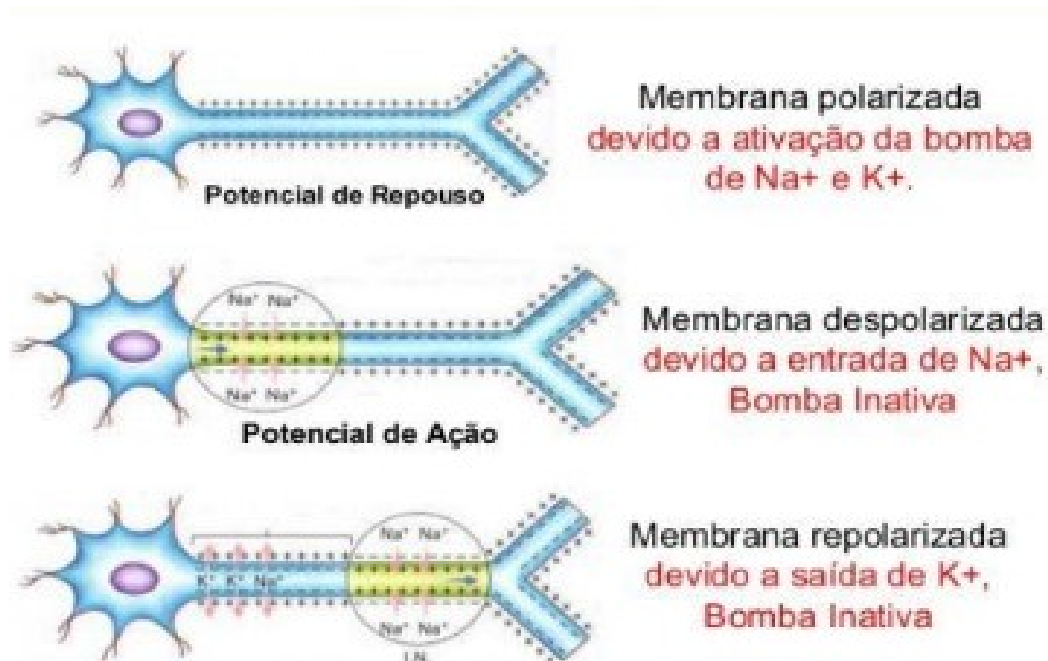 Membrana polarizada
devido a ativação da bomba
de Na+ e K+.
Potencial de Repouso
Na⁺ Na⁺
Na⁺ Na⁺
Membrana despolarizada
devido a entrada de Na+,
Bomba Inativa
Potencial de Ação
Na⁺ Na⁺
K⁺ K⁺ Na⁺
Na⁺ Na⁺
Membrana repolarizada
devido a saída de K+,
Bomba Inativa